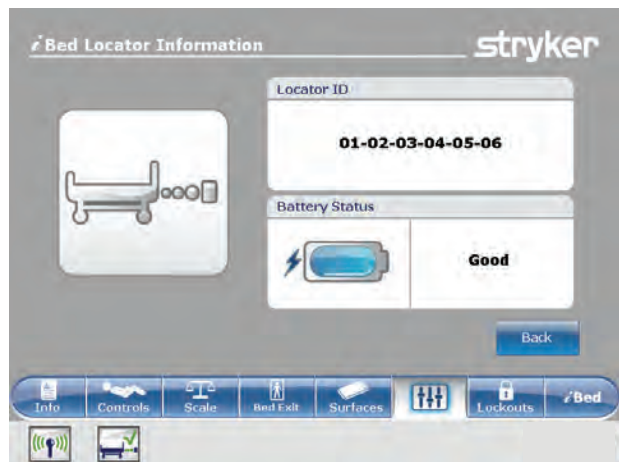 iBed Locator Information
stryker
Locator ID
01-02-03-04-05-06
Battery Status
Good
Back
Info Controls Scale Bed Exit Surfaces Lockouts iBed